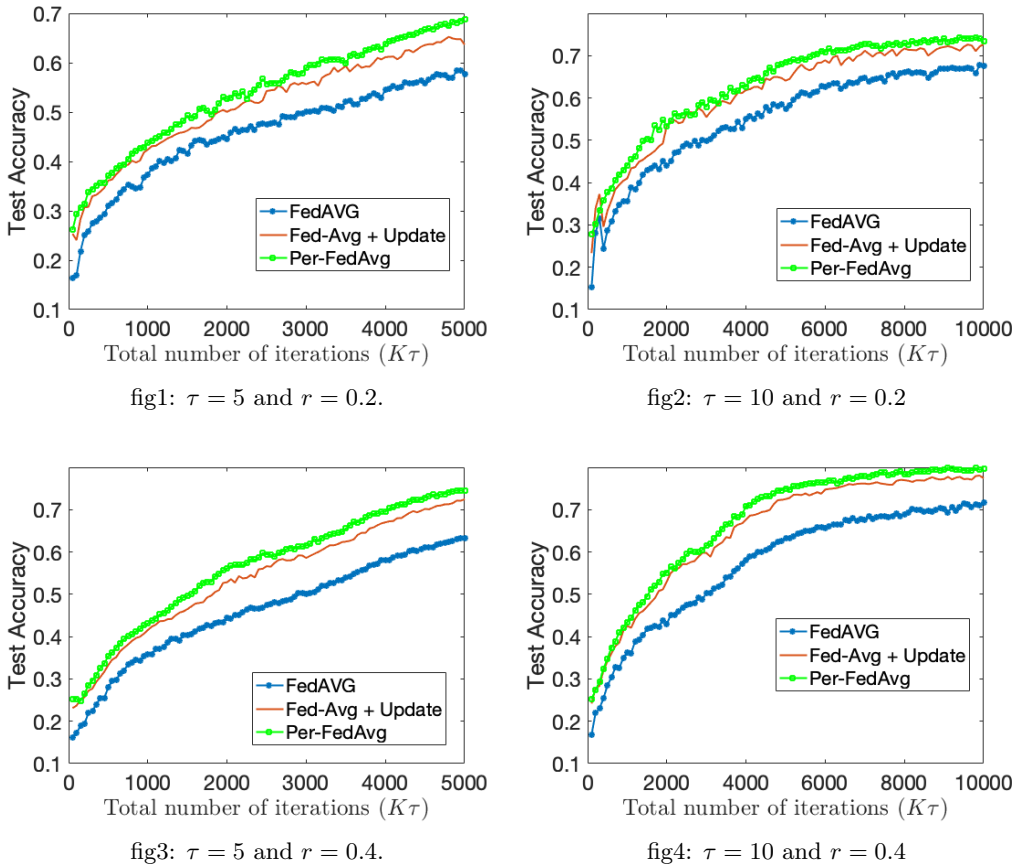 0.7
0.6
0.5
0.4
0.3
0.2
0.1
Test Accuracy
FedAVG
Fed-Avg + Update
Per-FedAvg
0 1000 2000 3000 4000 5000
Total number of iterations (Kτ)
fig1: τ = 5 and r = 0.2.
0.7
0.6
0.5
0.4
0.3
0.2
0.1
Test Accuracy
FedAVG
Fed-Avg + Update
Per-FedAvg
0 2000 4000 6000 8000 10000
Total number of iterations (Kτ)
fig2: τ = 10 and r = 0.2
0.7
0.6
0.5
0.4
0.3
0.2
0.1
Test Accuracy
FedAVG
Fed-Avg + Update
Per-FedAvg
0 1000 2000 3000 4000 5000
Total number of iterations (Kτ)
fig3: τ = 5 and r = 0.4.
0.7
0.6
0.5
0.4
0.3
0.2
0.1
Test Accuracy
FedAVG
Fed-Avg + Update
Per-FedAvg
0 2000 4000 6000 8000 10000
Total number of iterations (Kτ)
fig4: τ = 10 and r = 0.4